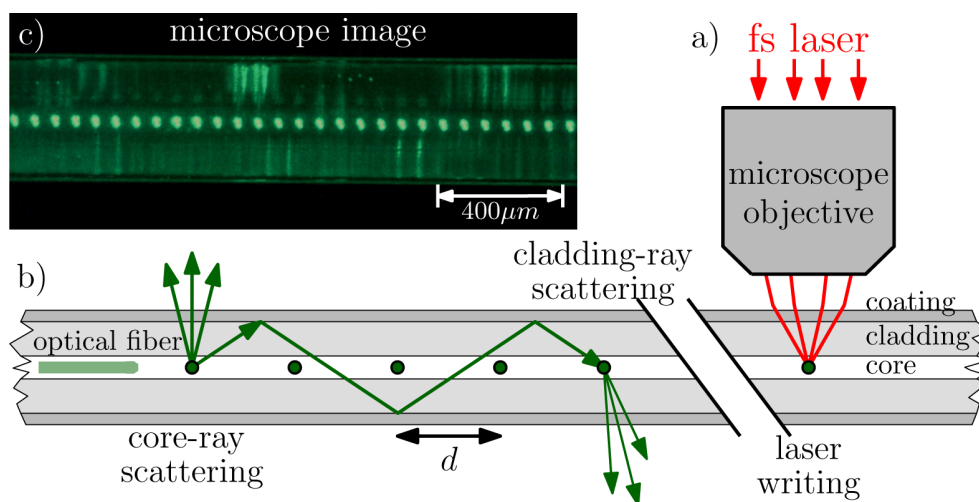 c)
microscope image
400μm
a)
fs laser
microscope
objective
b)
cladding-ray
scattering
coating
cladding
core
optical fiber
core-ray
scattering
d
laser
writing